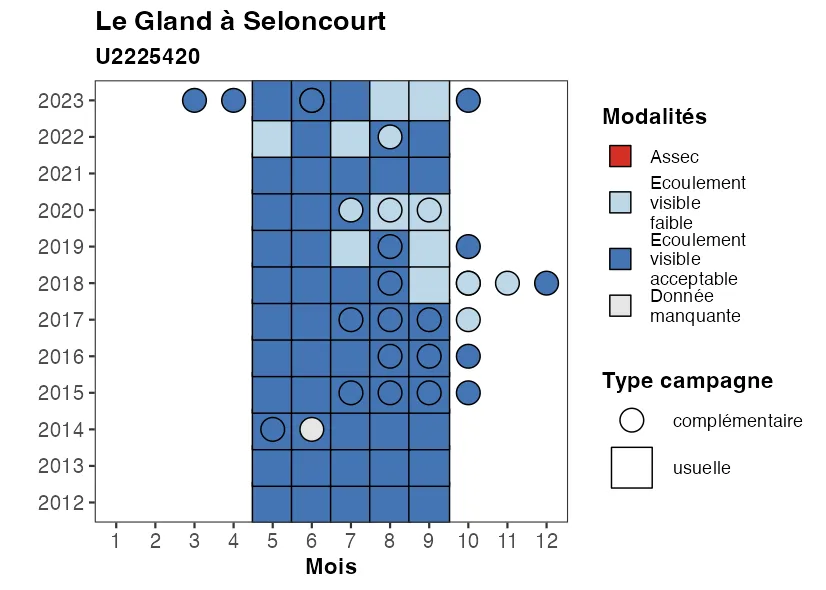 Le Gland à Seloncourt
U2225420
2023
2022
2021
2020
2019
2018
2017
2016
2015
2014
2013
2012
1 2 3 4 5 6 7 8 9 10 11 12
Mois
Modalités
Assec
Ecoulement
visible
faible
Ecoulement
visible
acceptable
Donnée
manquante
Type campagne
complémentaire
usuelle